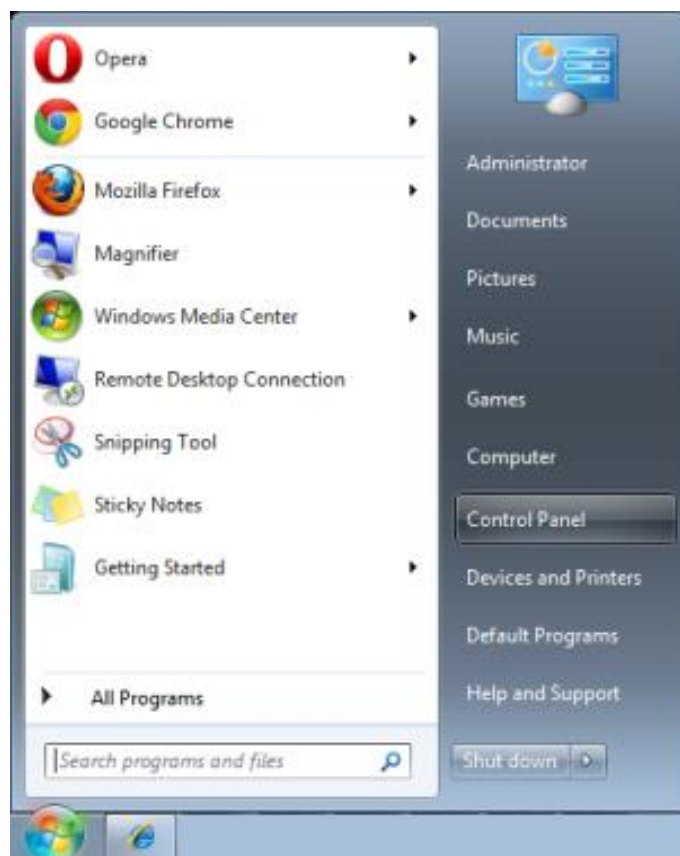 Opera
Google Chrome
Mozilla Firefox
Magnifier
Windows Media Center
Remote Desktop Connection
Snipping Tool
Sticky Notes
Getting Started
All Programs
Search programs and files
Administrator
Documents
Pictures
Music
Games
Computer
Control Panel
Devices and Printers
Default Programs
Help and Support
Shut down